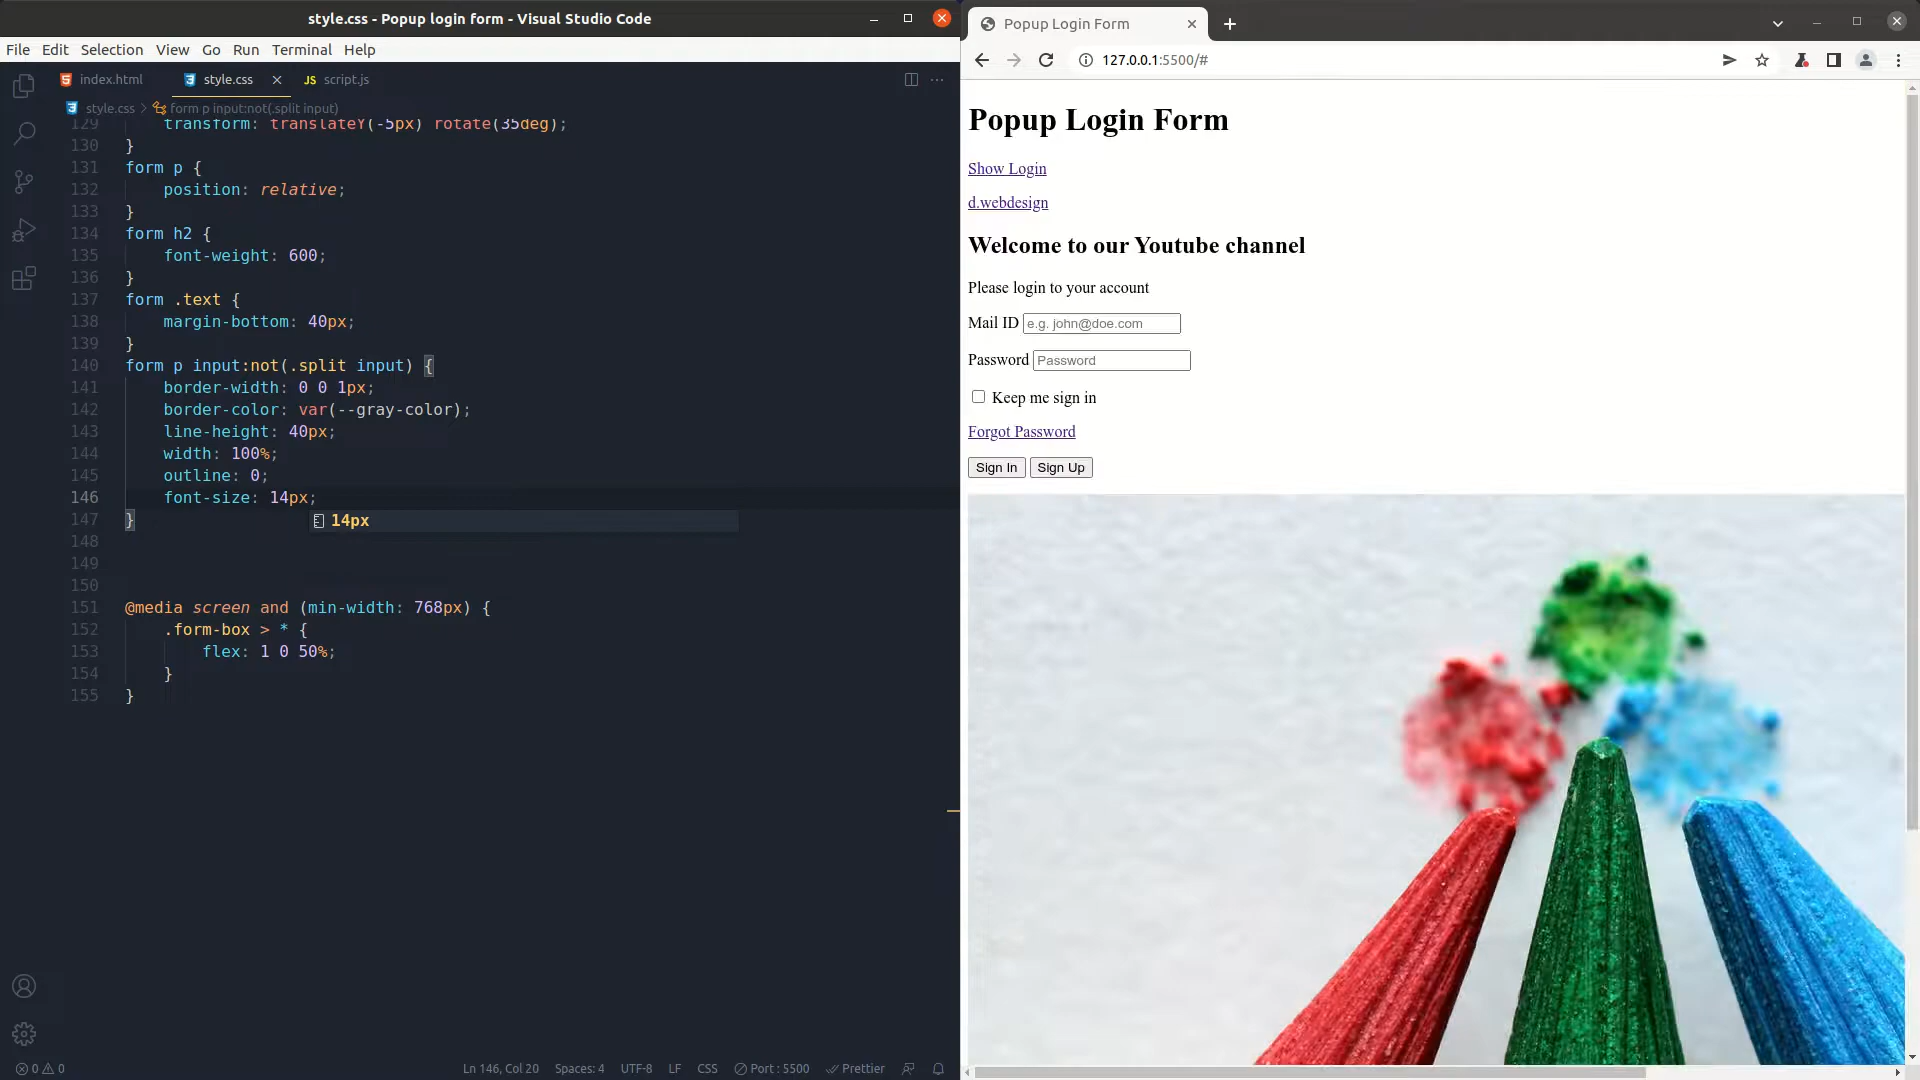 style.css - Popup login form - Visual Studio Code
File Edit Selection View Go Run Terminal Help
index.html style.css script.js
style.css > form p input:not(.split input)
129 transform: translateY(-5px) rotate(35deg);
130 }
131 form p {
132 position: relative;
133 }
134 form h2 {
135 font-weight: 600;
136 }
137 form .text {
138 margin-bottom: 40px;
139 }
140 form p input:not(.split input) {
141 border-width: 0 0 1px;
142 border-color: var(--gray-color);
143 line-height: 40px;
144 width: 100%;
145 outline: 0;
146 font-size: 14px;
147 }
14px
148
149
150
151 @media screen and (min-width: 768px) {
152 .form-box > * {
153 flex: 1 0 50%;
154 }
155 }
0 0 Ln 146, Col 20 Spaces: 4 UTF-8 LF CSS Port : 5500 Prettier
Popup Login Form
127.0.0.1:5500/#
Popup Login Form
Show Login
d.webdesign
Welcome to our Youtube channel
Please login to your account
Mail ID e.g. john@doe.com
Password Password
Keep me sign in
Forgot Password
Sign In Sign Up